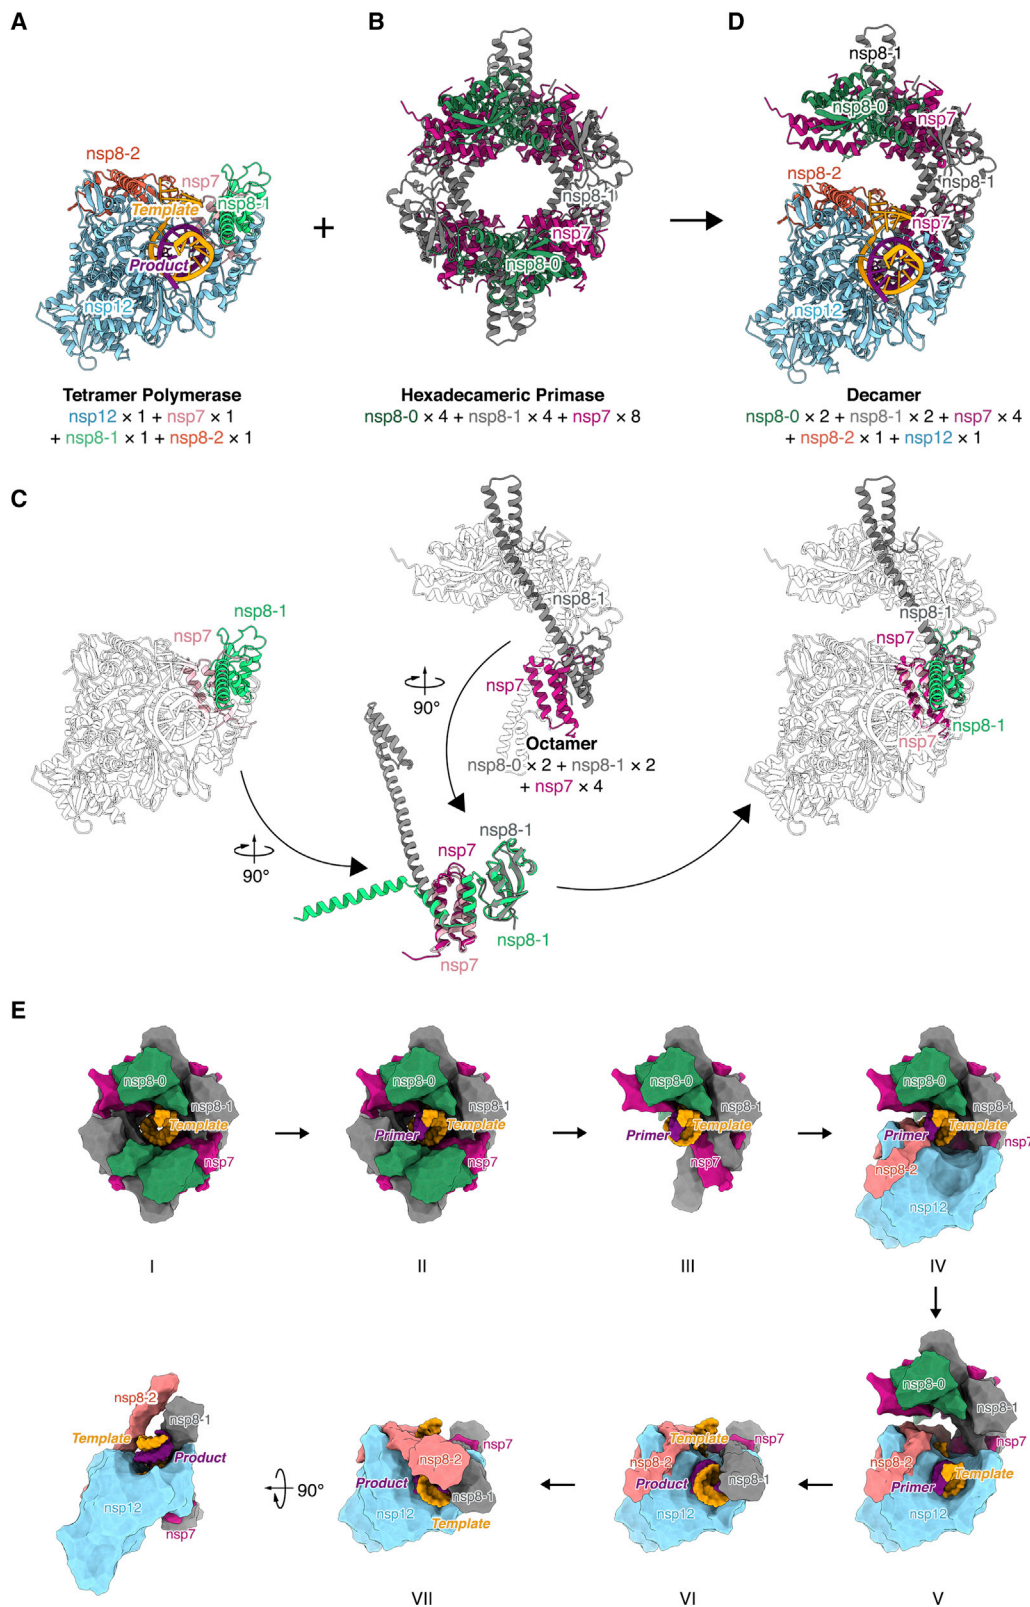 A
B
D
nsp8-2
nsp7
nsp8-1
Template
Product
nsp12
+
nsp8-1
nsp7
nsp8-0
nsp8-1
nsp8-0
nsp7
nsp8-1
nsp8-2
nsp7
nsp12
Tetramer Polymerase
nsp12 × 1 + nsp7 × 1
+ nsp8-1 × 1 + nsp8-2 × 1
Hexadecameric Primase
nsp8-0 × 4 + nsp8-1 × 4 + nsp7 × 8
Decamer
nsp8-0 × 2 + nsp8-1 × 2 + nsp7 × 4
+ nsp8-2 × 1 + nsp12 × 1
C
nsp8-1
nsp7
90°
nsp8-1
nsp7
90°
Octamer
nsp8-0 × 2 + nsp8-1 × 2
+ nsp7 × 4
nsp8-1
nsp7
nsp8-1
nsp7
nsp8-1
nsp7
nsp8-1
nsp7
E
nsp8-0
nsp8-1
Template
nsp7
I
nsp8-0
nsp8-1
Template
Primer
nsp7
II
nsp8-0
nsp8-1
Template
Primer
nsp7
III
nsp8-0
nsp8-1
Template
Primer
nsp7
nsp8-2
nsp12
IV
nsp8-0
nsp8-1
nsp7
nsp8-2
Template
Primer
nsp12
V
Template
nsp7
nsp8-2
nsp8-1
Product
nsp12
VI
nsp7
nsp8-2
Product
nsp8-1
nsp12
Template
VII
90°
nsp8-2
nsp8-1
Template
Product
nsp12
nsp7